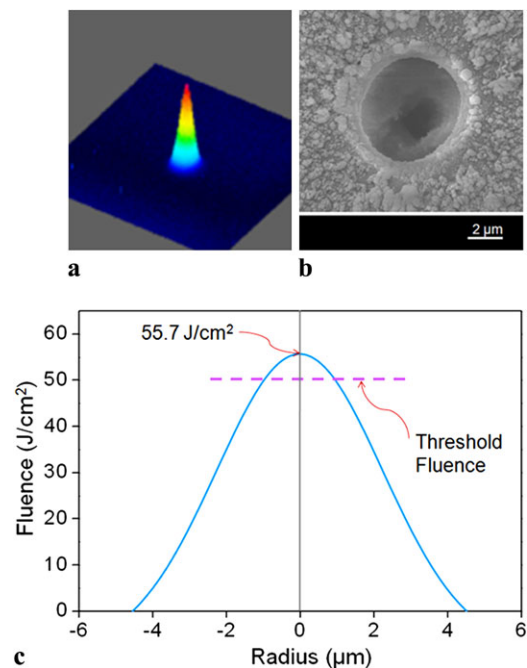 a
b
2 µm
55.7 J/cm²
Threshold
Fluence
Fluence (J/cm²)
60
50
40
30
20
10
0
-6 -4 -2 0 2 4 6
Radius (µm)
c